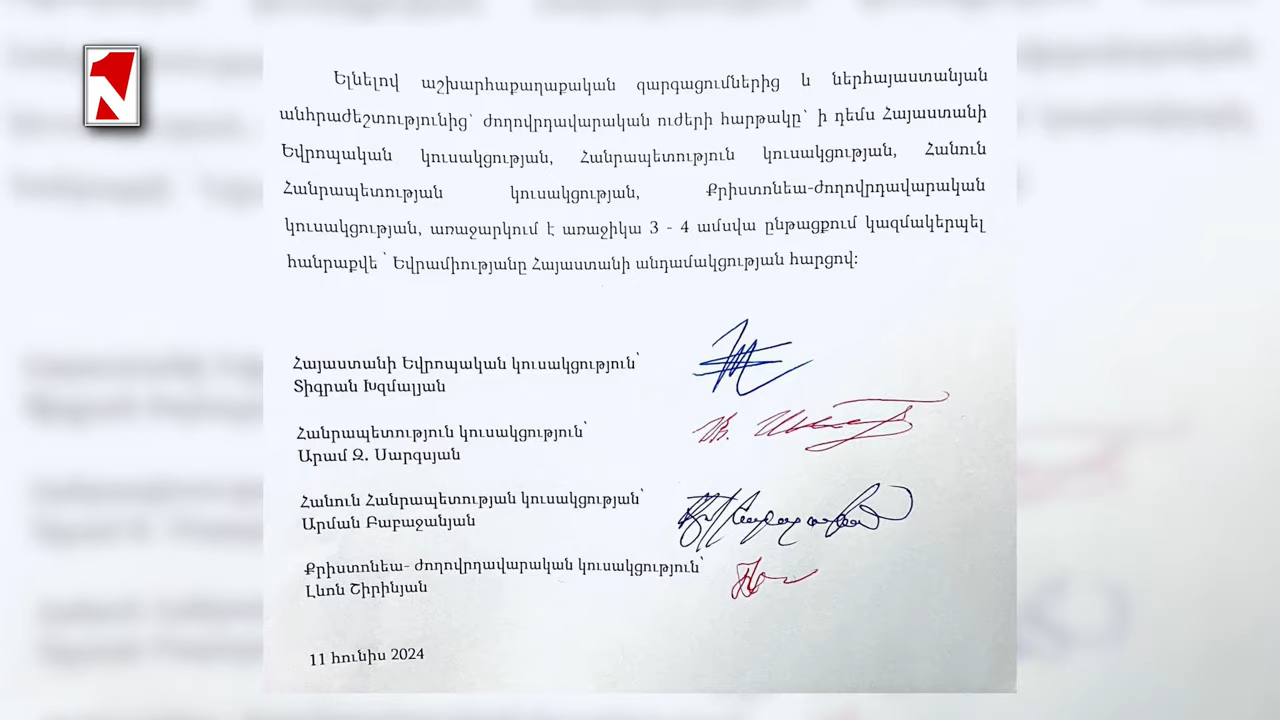 Ելնելով աշխարհաքաղաքական զարգացումներից և ներհայաստանյան
անհրաժեշտությունից՝ ժողովրդավարական ուժերի հարթակը՝ ի դեմս Հայաստանի
Եվրոպական կուսակցության, Հանրապետություն կուսակցության, Հանուն
Հանրապետության կուսակցության, Քրիստոնեա-ժողովրդավարական
կուսակցության, առաջարկում է առաջիկա 3 - 4 ամսվա ընթացքում կազմակերպել
հանրաքվե ՝ Եվրամիությանը Հայաստանի անդամակցության հարցով։
Հայաստանի Եվրոպական կուսակցություն՝
Տիգրան Խզմալյան
Հանրապետություն կուսակցություն՝
Արամ Զ. Սարգսյան
Հանուն Հանրապետության կուսակցության՝
Արման Բաբաջանյան
Քրիստոնեա- ժողովրդավարական կուսակցություն՝
Լևոն Շիրինյան
11 հունիս 2024